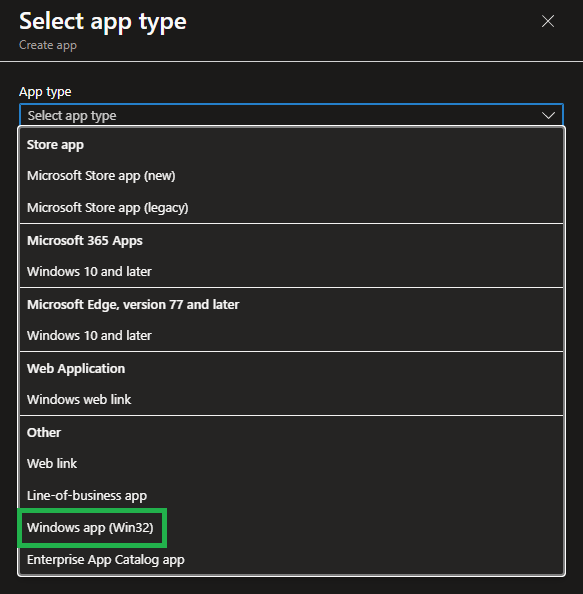 Select app type
Create app
App type
Select app type
Store app
Microsoft Store app (new)
Microsoft Store app (legacy)
Microsoft 365 Apps
Windows 10 and later
Microsoft Edge, version 77 and later
Windows 10 and later
Web Application
Windows web link
Other
Web link
Line-of-business app
Windows app (Win32)
Enterprise App Catalog app